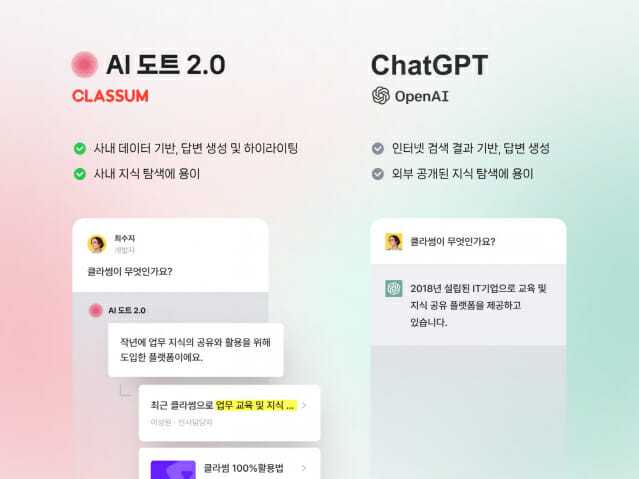 AI 도트 2.0
CLASSUM
사내 데이터 기반, 답변 생성 및 하이라이팅
사내 지식 탐색에 용이
최수지
개발자
클라썸이 무엇인가요?
AI 도트 2.0
작년에 업무 지식의 공유와 활용을 위해
도입한 플랫폼이에요.
최근 클라썸으로 업무 교육 및 지식 ...
이상원 · 인사담당자
클라썸 100%활용법
ChatGPT
OpenAI
인터넷 검색 결과 기반, 답변 생성
외부 공개된 지식 탐색에 용이
클라썸이 무엇인가요?
2018년 설립된 IT기업으로 교육 및
지식 공유 플랫폼을 제공하고
있습니다.